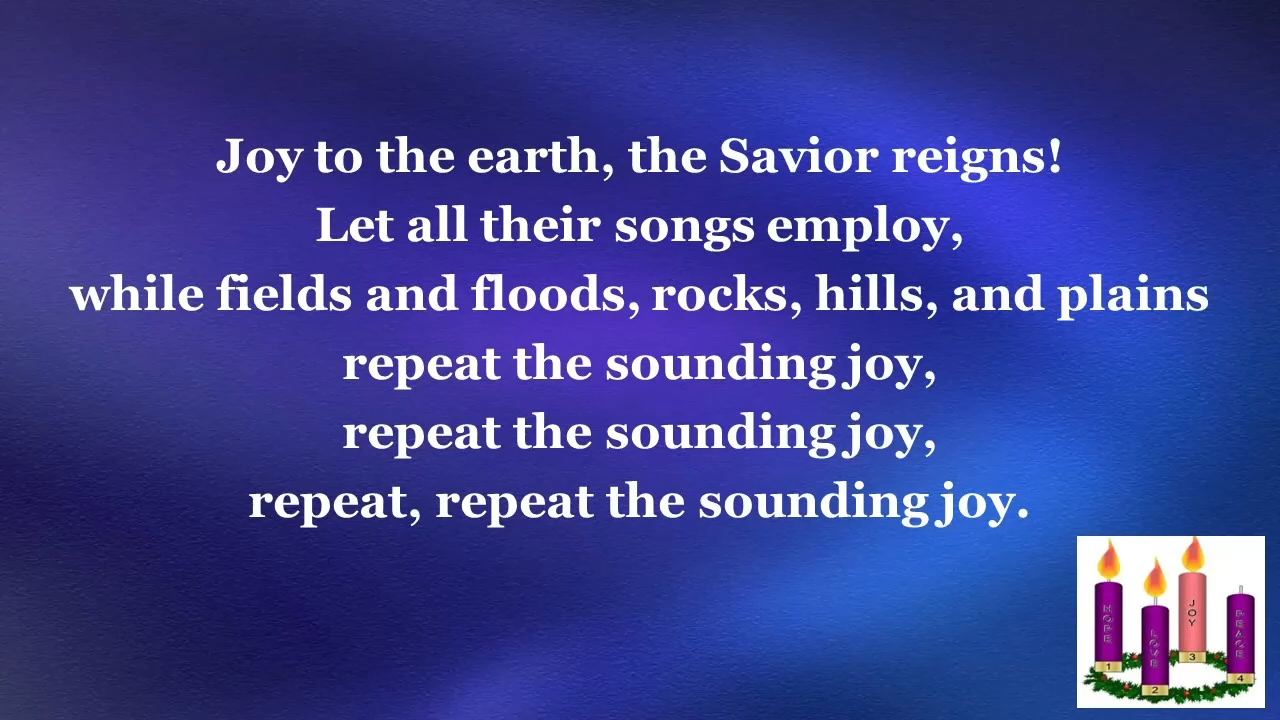 Joy to the earth, the Savior reigns!
Let all their songs employ,
while fields and floods, rocks, hills, and plains
repeat the sounding joy,
repeat the sounding joy,
repeat, repeat the sounding joy.
HOPE
1
LOVE
2
JOY
3
PEACE
4